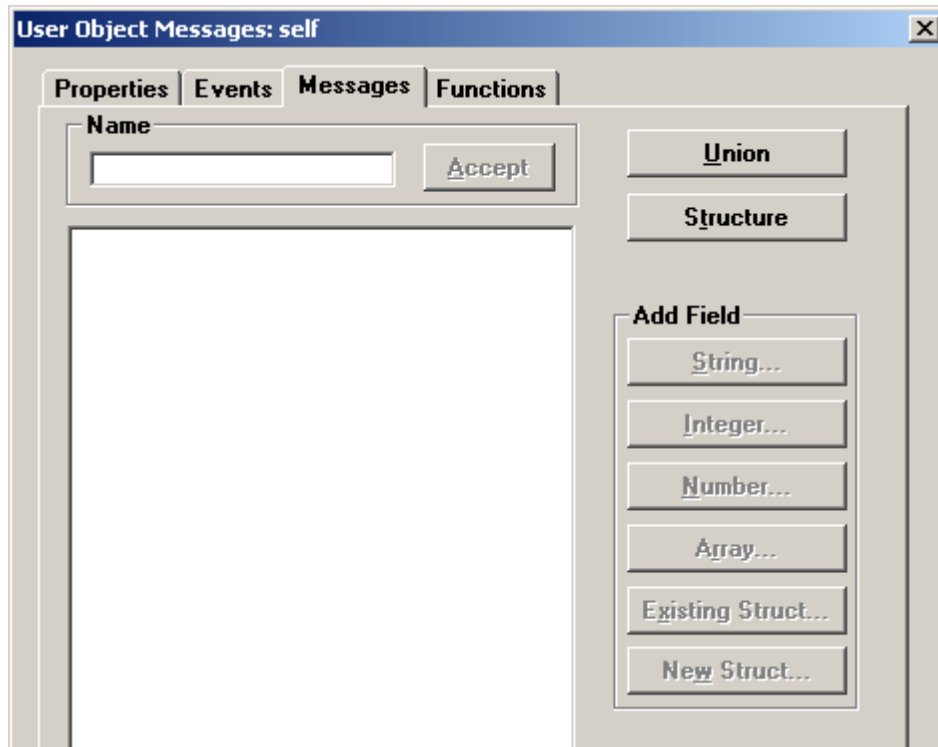 User Object Messages: self
Properties Events Messages Functions
Name
Accept
Union
Structure
Add Field
String...
Integer...
Number...
Array...
Existing Struct...
New Struct...